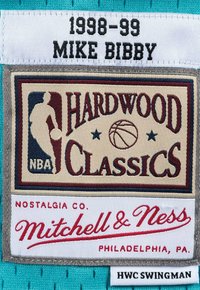 1998-99
MIKE BIBBY
HARDWOOD
NBA
CLASSICS
NOSTALGIA CO.
Mitchell & Ness
PHILADELPHIA, PA.
HWC SWINGMAN